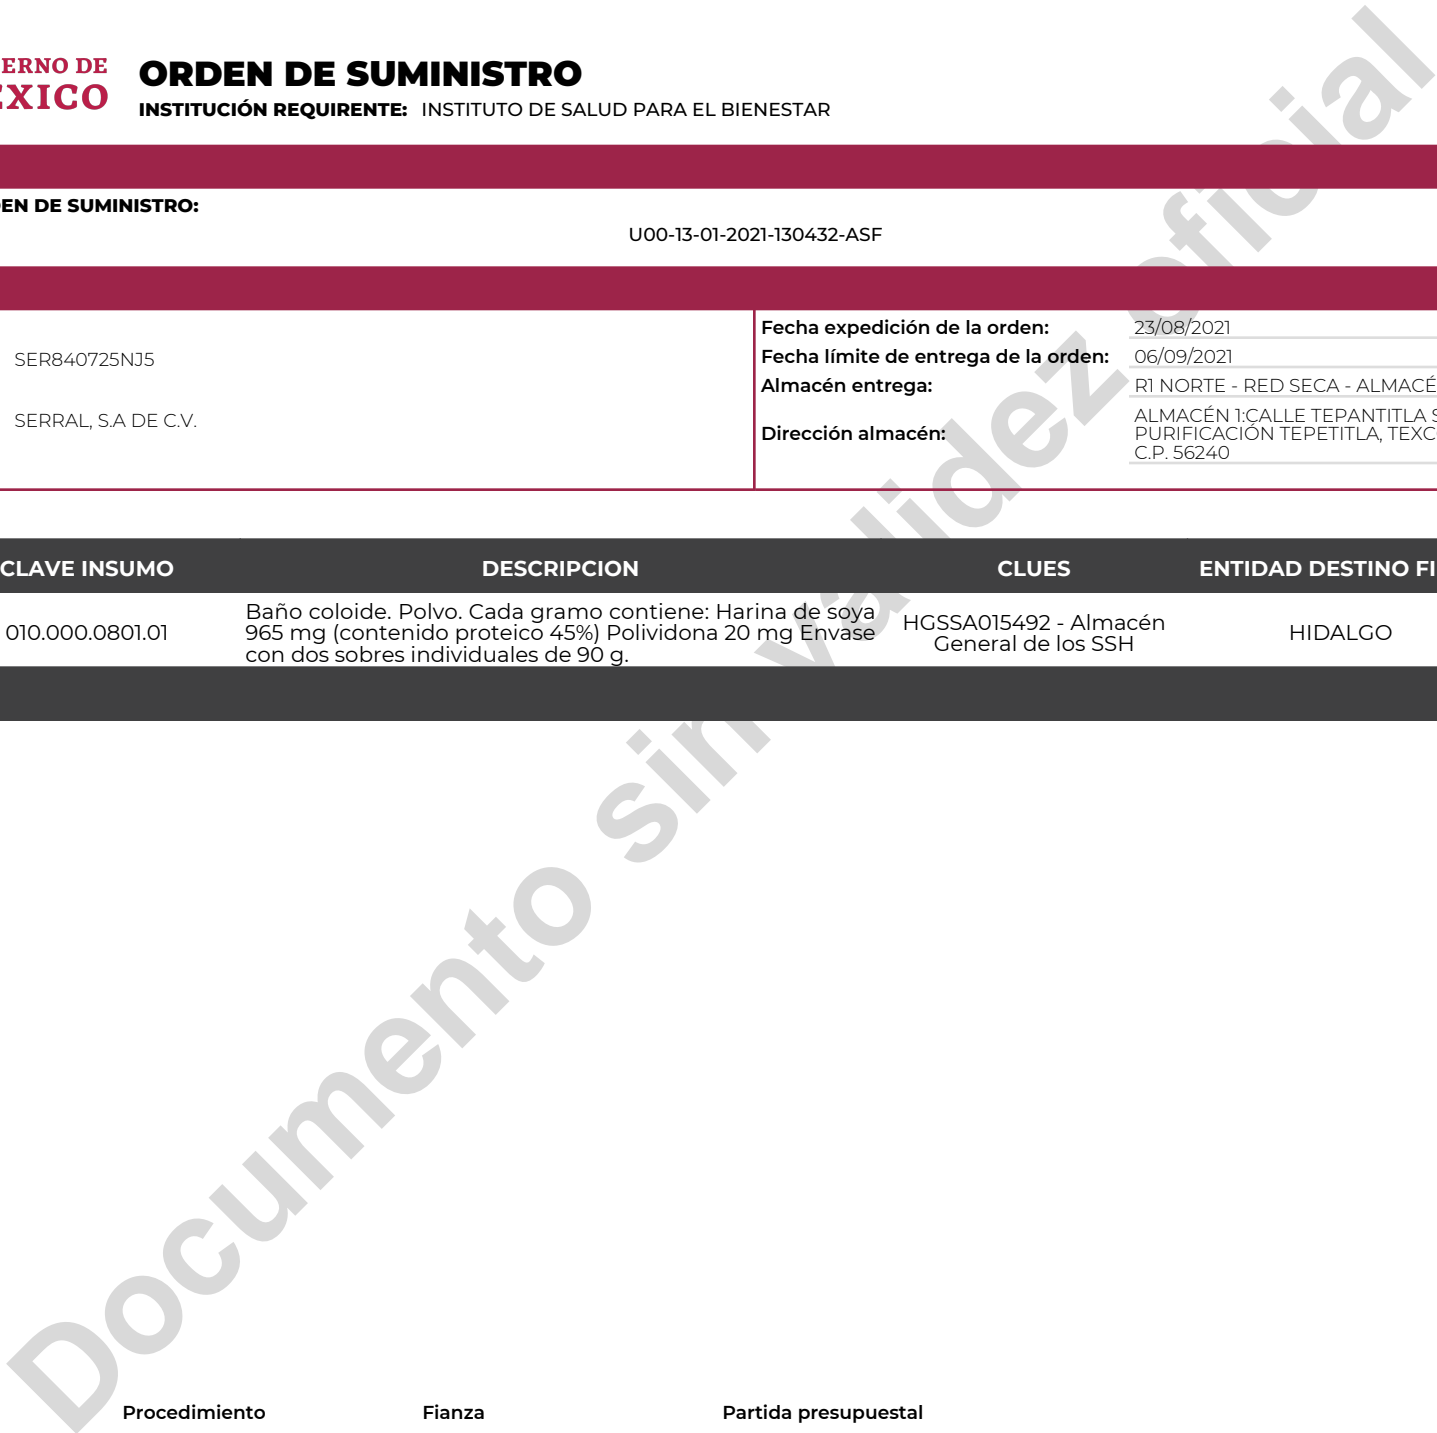 ERNO DE
ORDEN DE SUMINISTRO
INSTITUCIÓN REQUIRENTE: INSTITUTO DE SALUD PARA EL BIENESTAR
EN DE SUMINISTRO:
U00-13-01-2021-130432-ASF
SER840725NJ5
SERRAL, S.A DE C.V.
Fecha expedición de la orden: 23/08/2021
Fecha límite de entrega de la orden: 06/09/2021
Almacén entrega: R1 NORTE - RED SECA - ALMACÉ
Dirección almacén: ALMACÉN 1:CALLE TEPANTITLA S
PURIFICACIÓN TEPETITLA, TEXC
C.P. 56240
CLAVE INSUMO DESCRIPCION CLUES ENTIDAD DESTINO FI
010.000.0801.01
Baño coloide. Polvo. Cada gramo contiene: Harina de soya
965 mg (contenido proteico 45%) Polividona 20 mg Envase
con dos sobres individuales de 90 g.
HGSSA015492 - Almacén
General de los SSH
HIDALGO
Documento sin validez oficial
Procedimiento Fianza Partida presupuestal